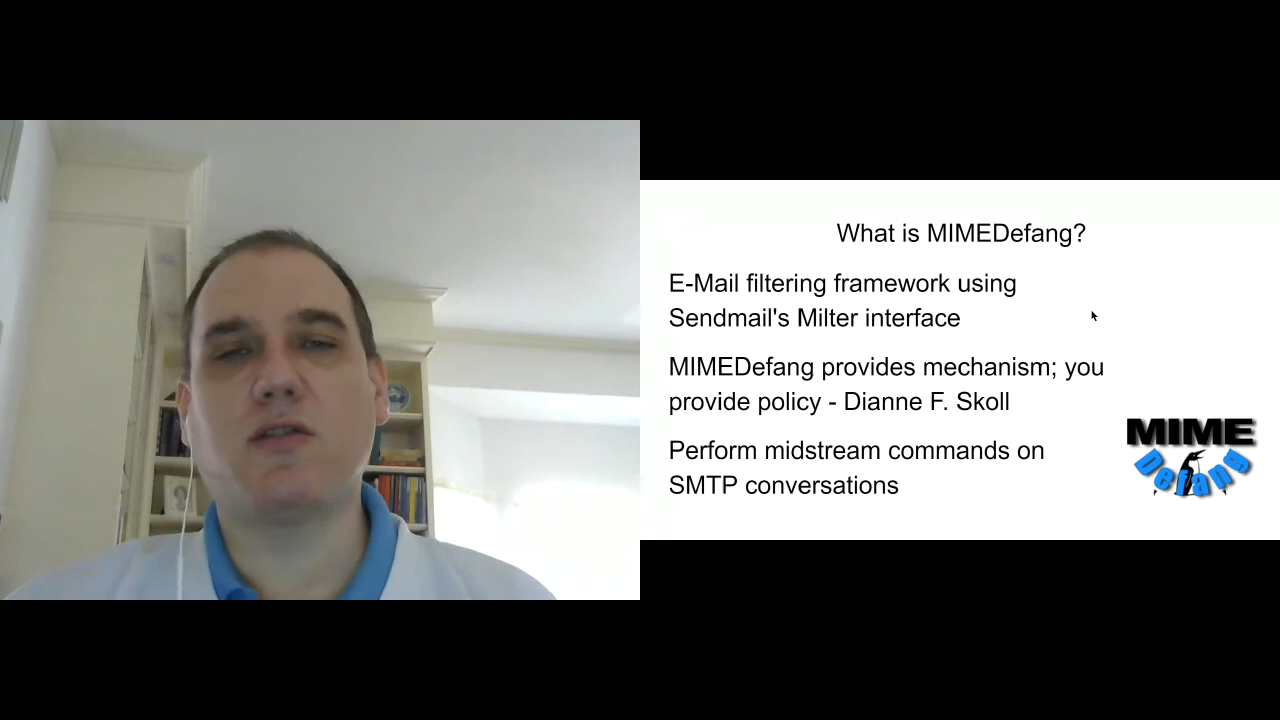 What is MIMEDefang?
E-Mail filtering framework using
Sendmail's Milter interface
MIMEDefang provides mechanism; you
provide policy - Dianne F. Skoll
Perform midstream commands on
SMTP conversations
MIME
Defang